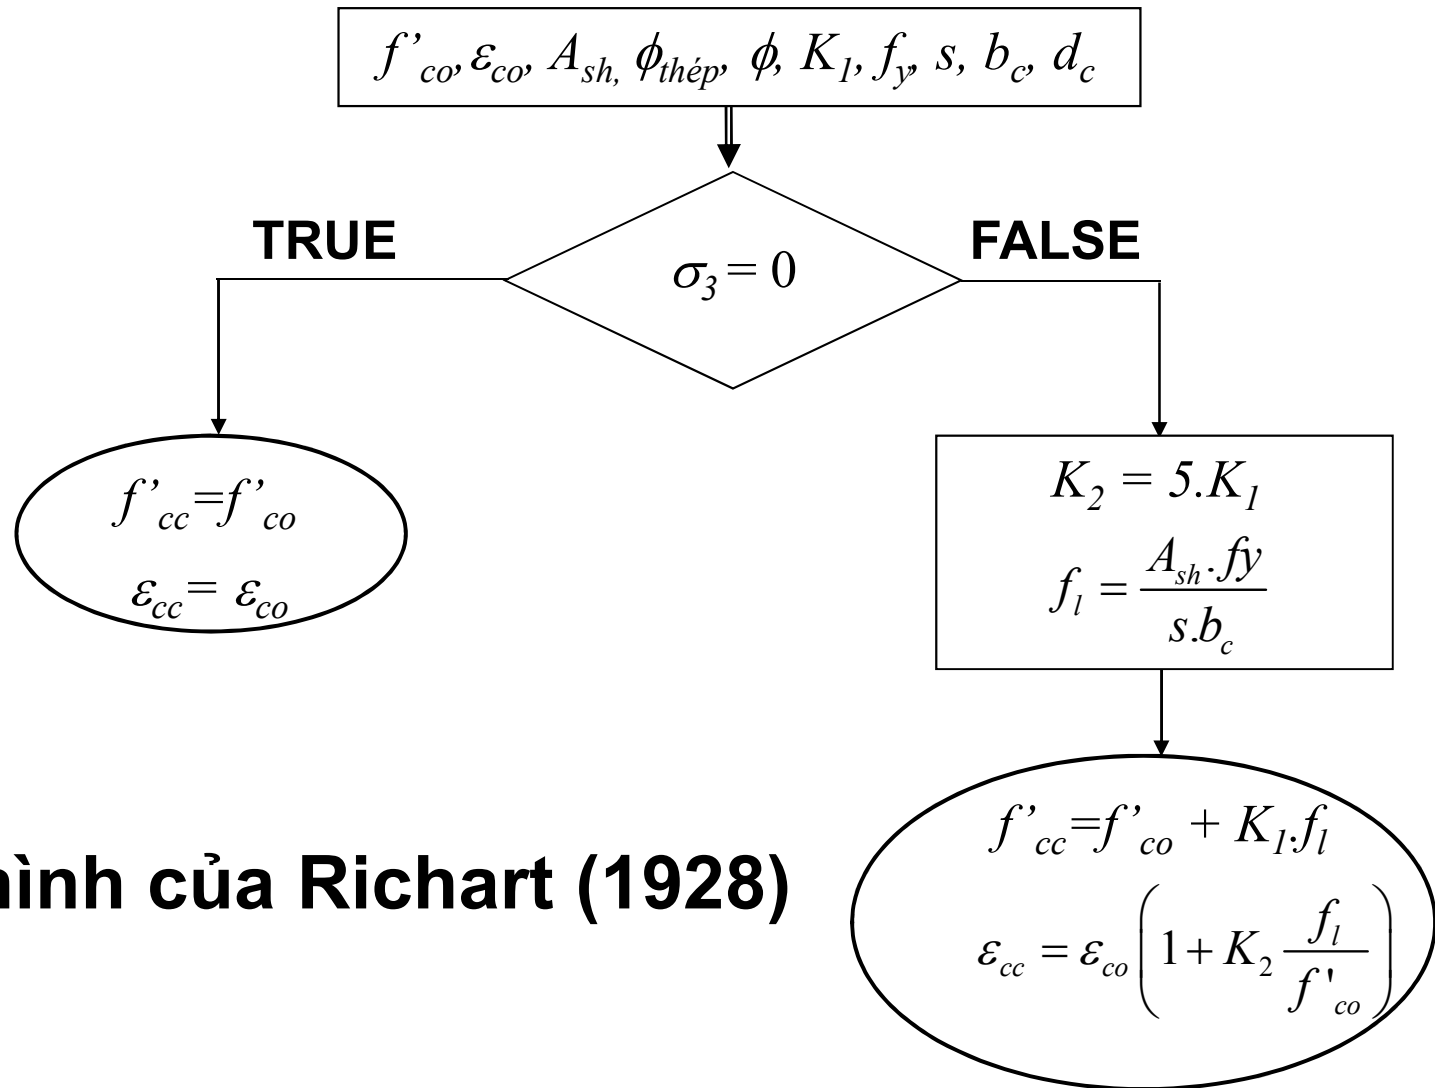 f’co, εco, Ash, ϕthép, ϕ, K1, fy, s, bc, dc
TRUE
FALSE
σ3 = 0
f’cc=f’co
εcc= εco
K2 = 5.K1
fl = Ash.fy / s.bc
f’cc=f’co + K1.fl
εcc = εco(1+K2 fl / f'co)
hình của Richart (1928)